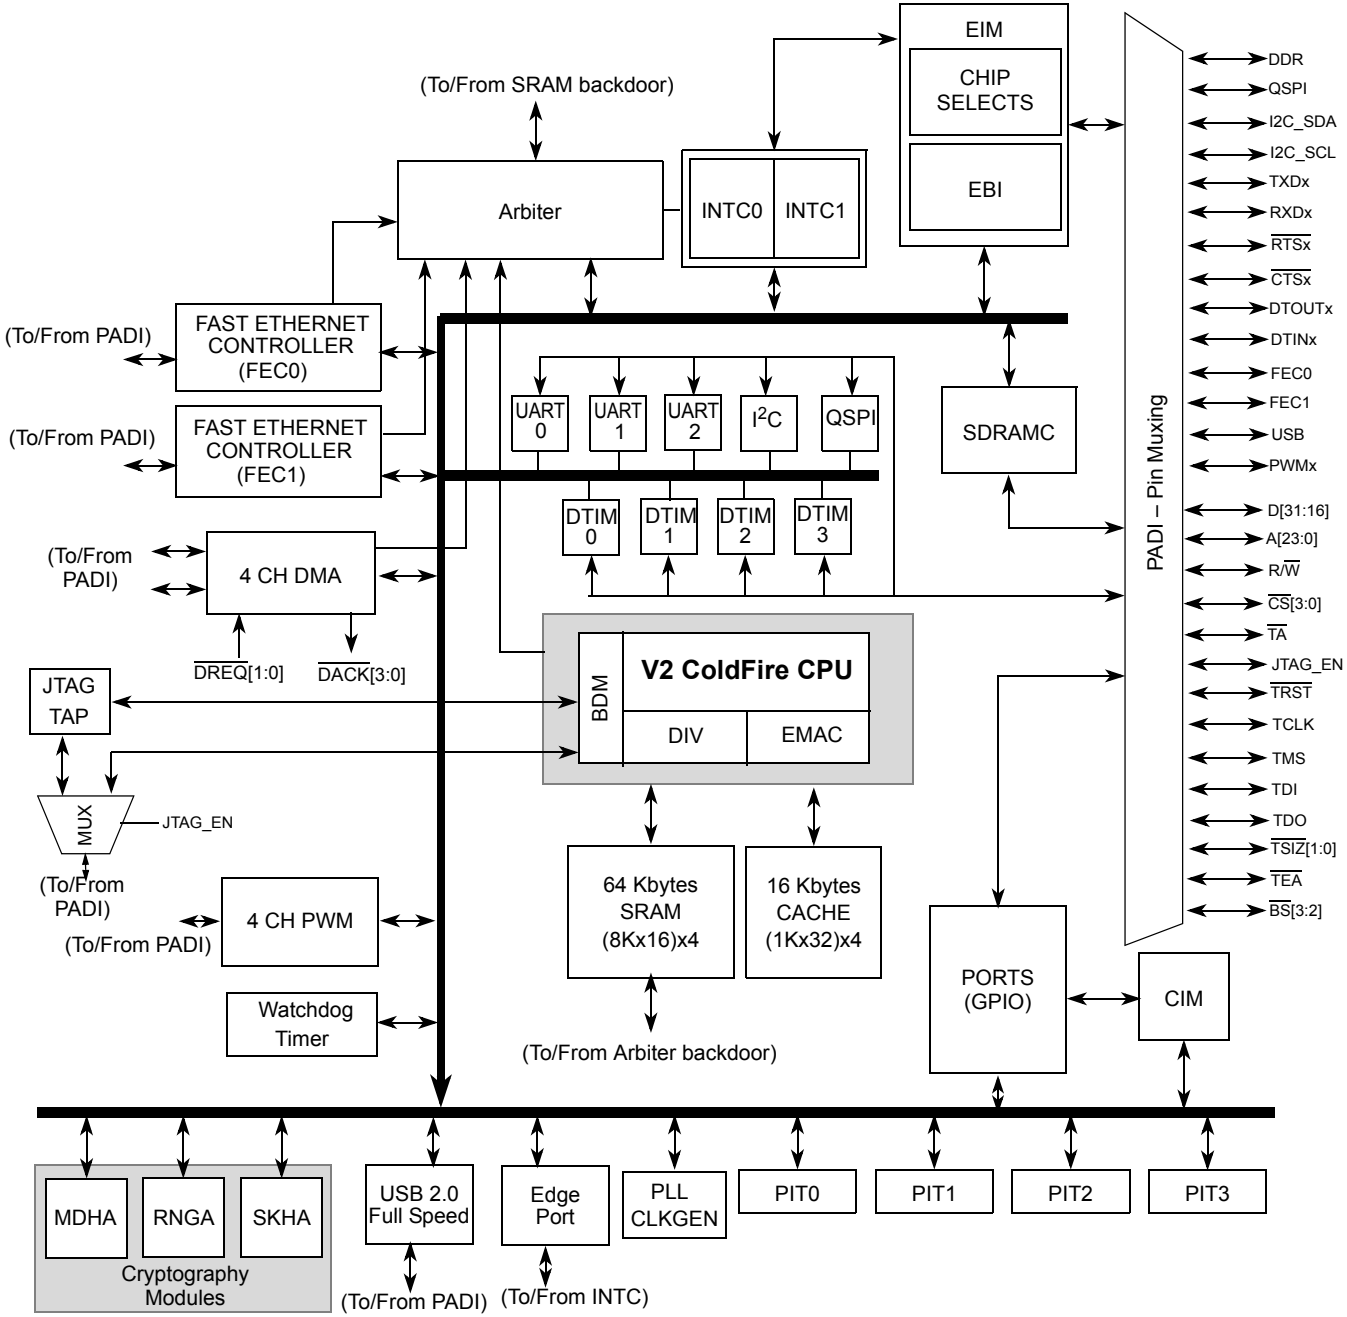 EIM
CHIP
SELECTS
EBI
(To/From SRAM backdoor)
Arbiter
INTC0
INTC1
(To/From PADI)
FAST ETHERNET
CONTROLLER
(FEC0)
(To/From PADI)
FAST ETHERNET
CONTROLLER
(FEC1)
UART
0
UART
1
UART
2
I²C
QSPI
DTIM
0
DTIM
1
DTIM
2
DTIM
3
SDRAMC
(To/From
PADI)
4 CH DMA
DREQ[1:0]
DACK[3:0]
JTAG
TAP
BDM
V2 ColdFire CPU
DIV
EMAC
MUX
JTAG_EN
(To/From
PADI)
4 CH PWM
(To/From PADI)
64 Kbytes
SRAM
(8Kx16)x4
16 Kbytes
CACHE
(1Kx32)x4
(To/From Arbiter backdoor)
Watchdog
Timer
PORTS
(GPIO)
CIM
PADI – Pin Muxing
DDR
QSPI
I2C_SDA
I2C_SCL
TXDx
RXDx
RTSx
CTSx
DTOUTx
DTINx
FEC0
FEC1
USB
PWMx
D[31:16]
A[23:0]
R/W
CS[3:0]
TA
JTAG_EN
TRST
TCLK
TMS
TDI
TDO
TSIZ[1:0]
TEA
BS[3:2]
MDHA
RNGA
SKHA
Cryptography
Modules
USB 2.0
Full Speed
(To/From PADI)
Edge
Port
(To/From INTC)
PLL
CLKGEN
PIT0
PIT1
PIT2
PIT3